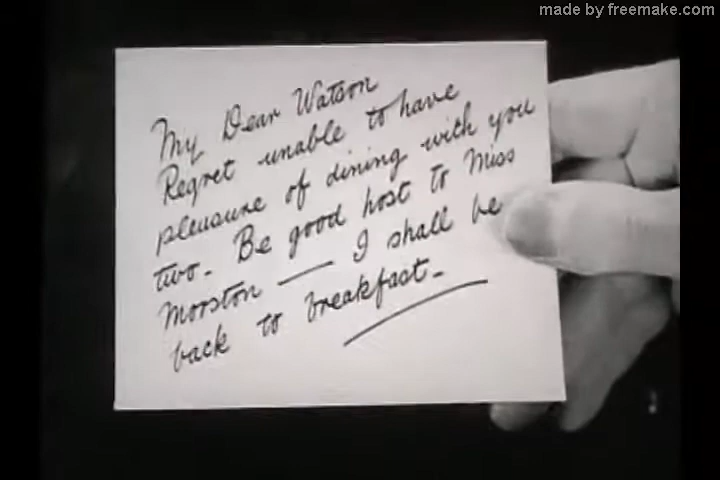 made by freemake.com
My Dear Watson
Regret unable to have
pleasure of dining with you
two. Be good host to Miss
Morston — I shall be
back to breakfast.